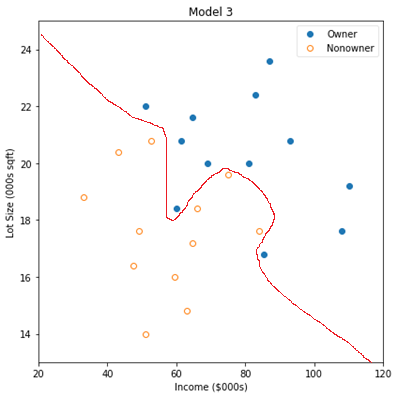 Model 3
Owner
Nonowner
Lot Size (000s sqft)
24
22
20
18
16
14
20 40 60 80 100 120
Income ($000s)